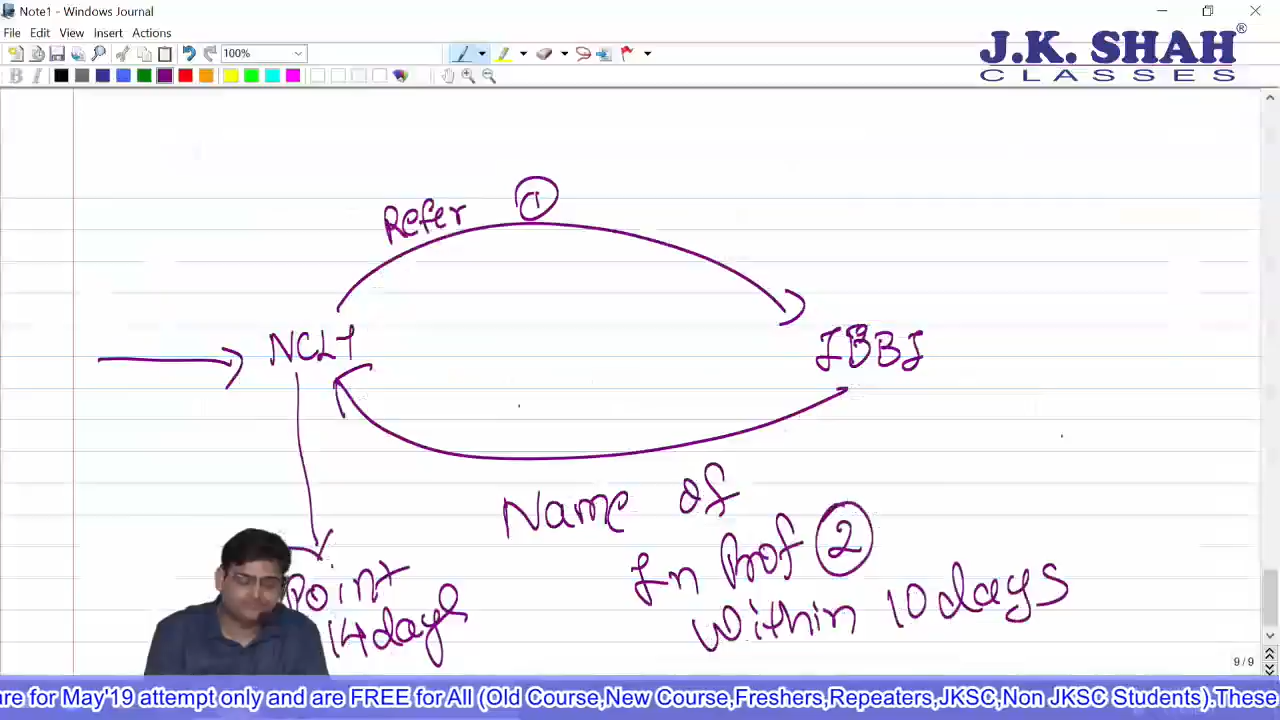 Note1 - Windows Journal
File Edit View Insert Actions
100%
J.K. SHAH®
CLASSES
Refer ①
NCLT
IBBI
Name of
In Prof ②
Within 10 days
Point
14 days
9 / 9
are for May'19 attempt only and are FREE for All (Old Course,New Course,Freshers,Repeaters,JKSC,Non JKSC Students).These